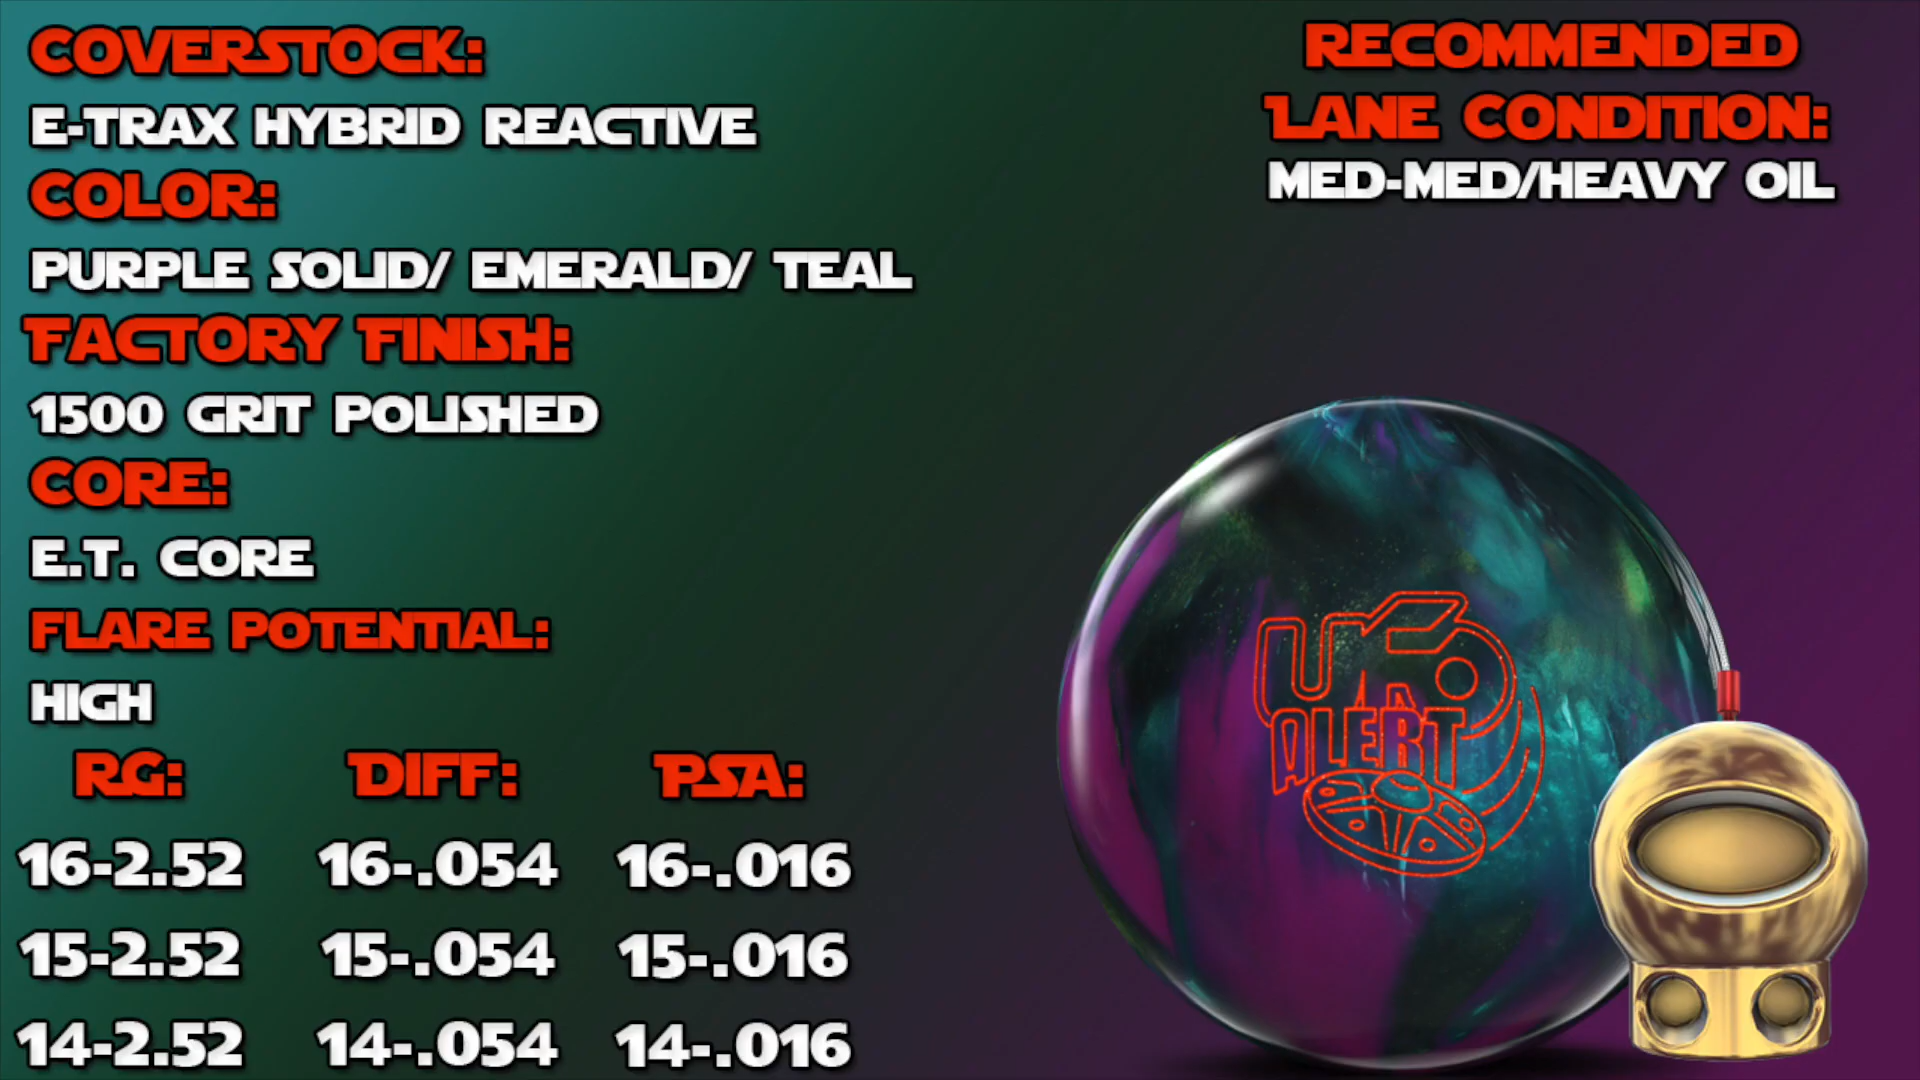 COVERSTOCK:
E-TRAX HYBRID REACTIVE
COLOR:
PURPLE SOLID/ EMERALD/ TEAL
FACTORY FINISH:
1500 GRIT POLISHED
CORE:
E.T. CORE
FLARE POTENTIAL:
HIGH
RG: DIFF: PSA:
16-2.52 16-.054 16-.016
15-2.52 15-.054 15-.016
14-2.52 14-.054 14-.016
RECOMMENDED
LANE CONDITION:
MED-MED/HEAVY OIL
UFO
ALERT